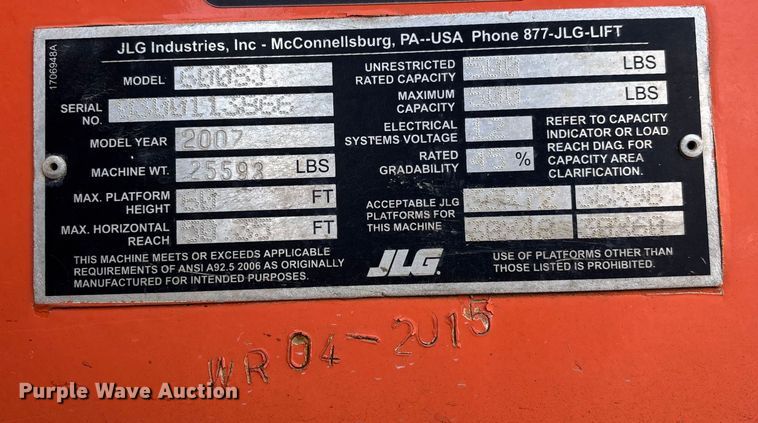 1706948A
JLG Industries, Inc - McConnellsburg, PA--USA Phone 877-JLG-LIFT
MODEL 600SJ
SERIAL NO.
MODEL YEAR 2007
MACHINE WT. LBS
MAX. PLATFORM HEIGHT 60 FT
MAX. HORIZONTAL REACH FT
THIS MACHINE MEETS OR EXCEEDS APPLICABLE
REQUIREMENTS OF ANSI A92.5 2006 AS ORIGINALLY
MANUFACTURED FOR INTENDED PURPOSES.
UNRESTRICTED RATED CAPACITY LBS
MAXIMUM CAPACITY LBS
ELECTRICAL SYSTEMS VOLTAGE 12
RATED GRADABILITY %
REFER TO CAPACITY
INDICATOR OR LOAD
REACH DIAG. FOR
CAPACITY AREA
CLARIFICATION.
ACCEPTABLE JLG
PLATFORMS FOR
THIS MACHINE
JLG.
USE OF PLATFORMS OTHER THAN
THOSE LISTED IS PROHIBITED.
WR 04-2015
Purple Wave Auction